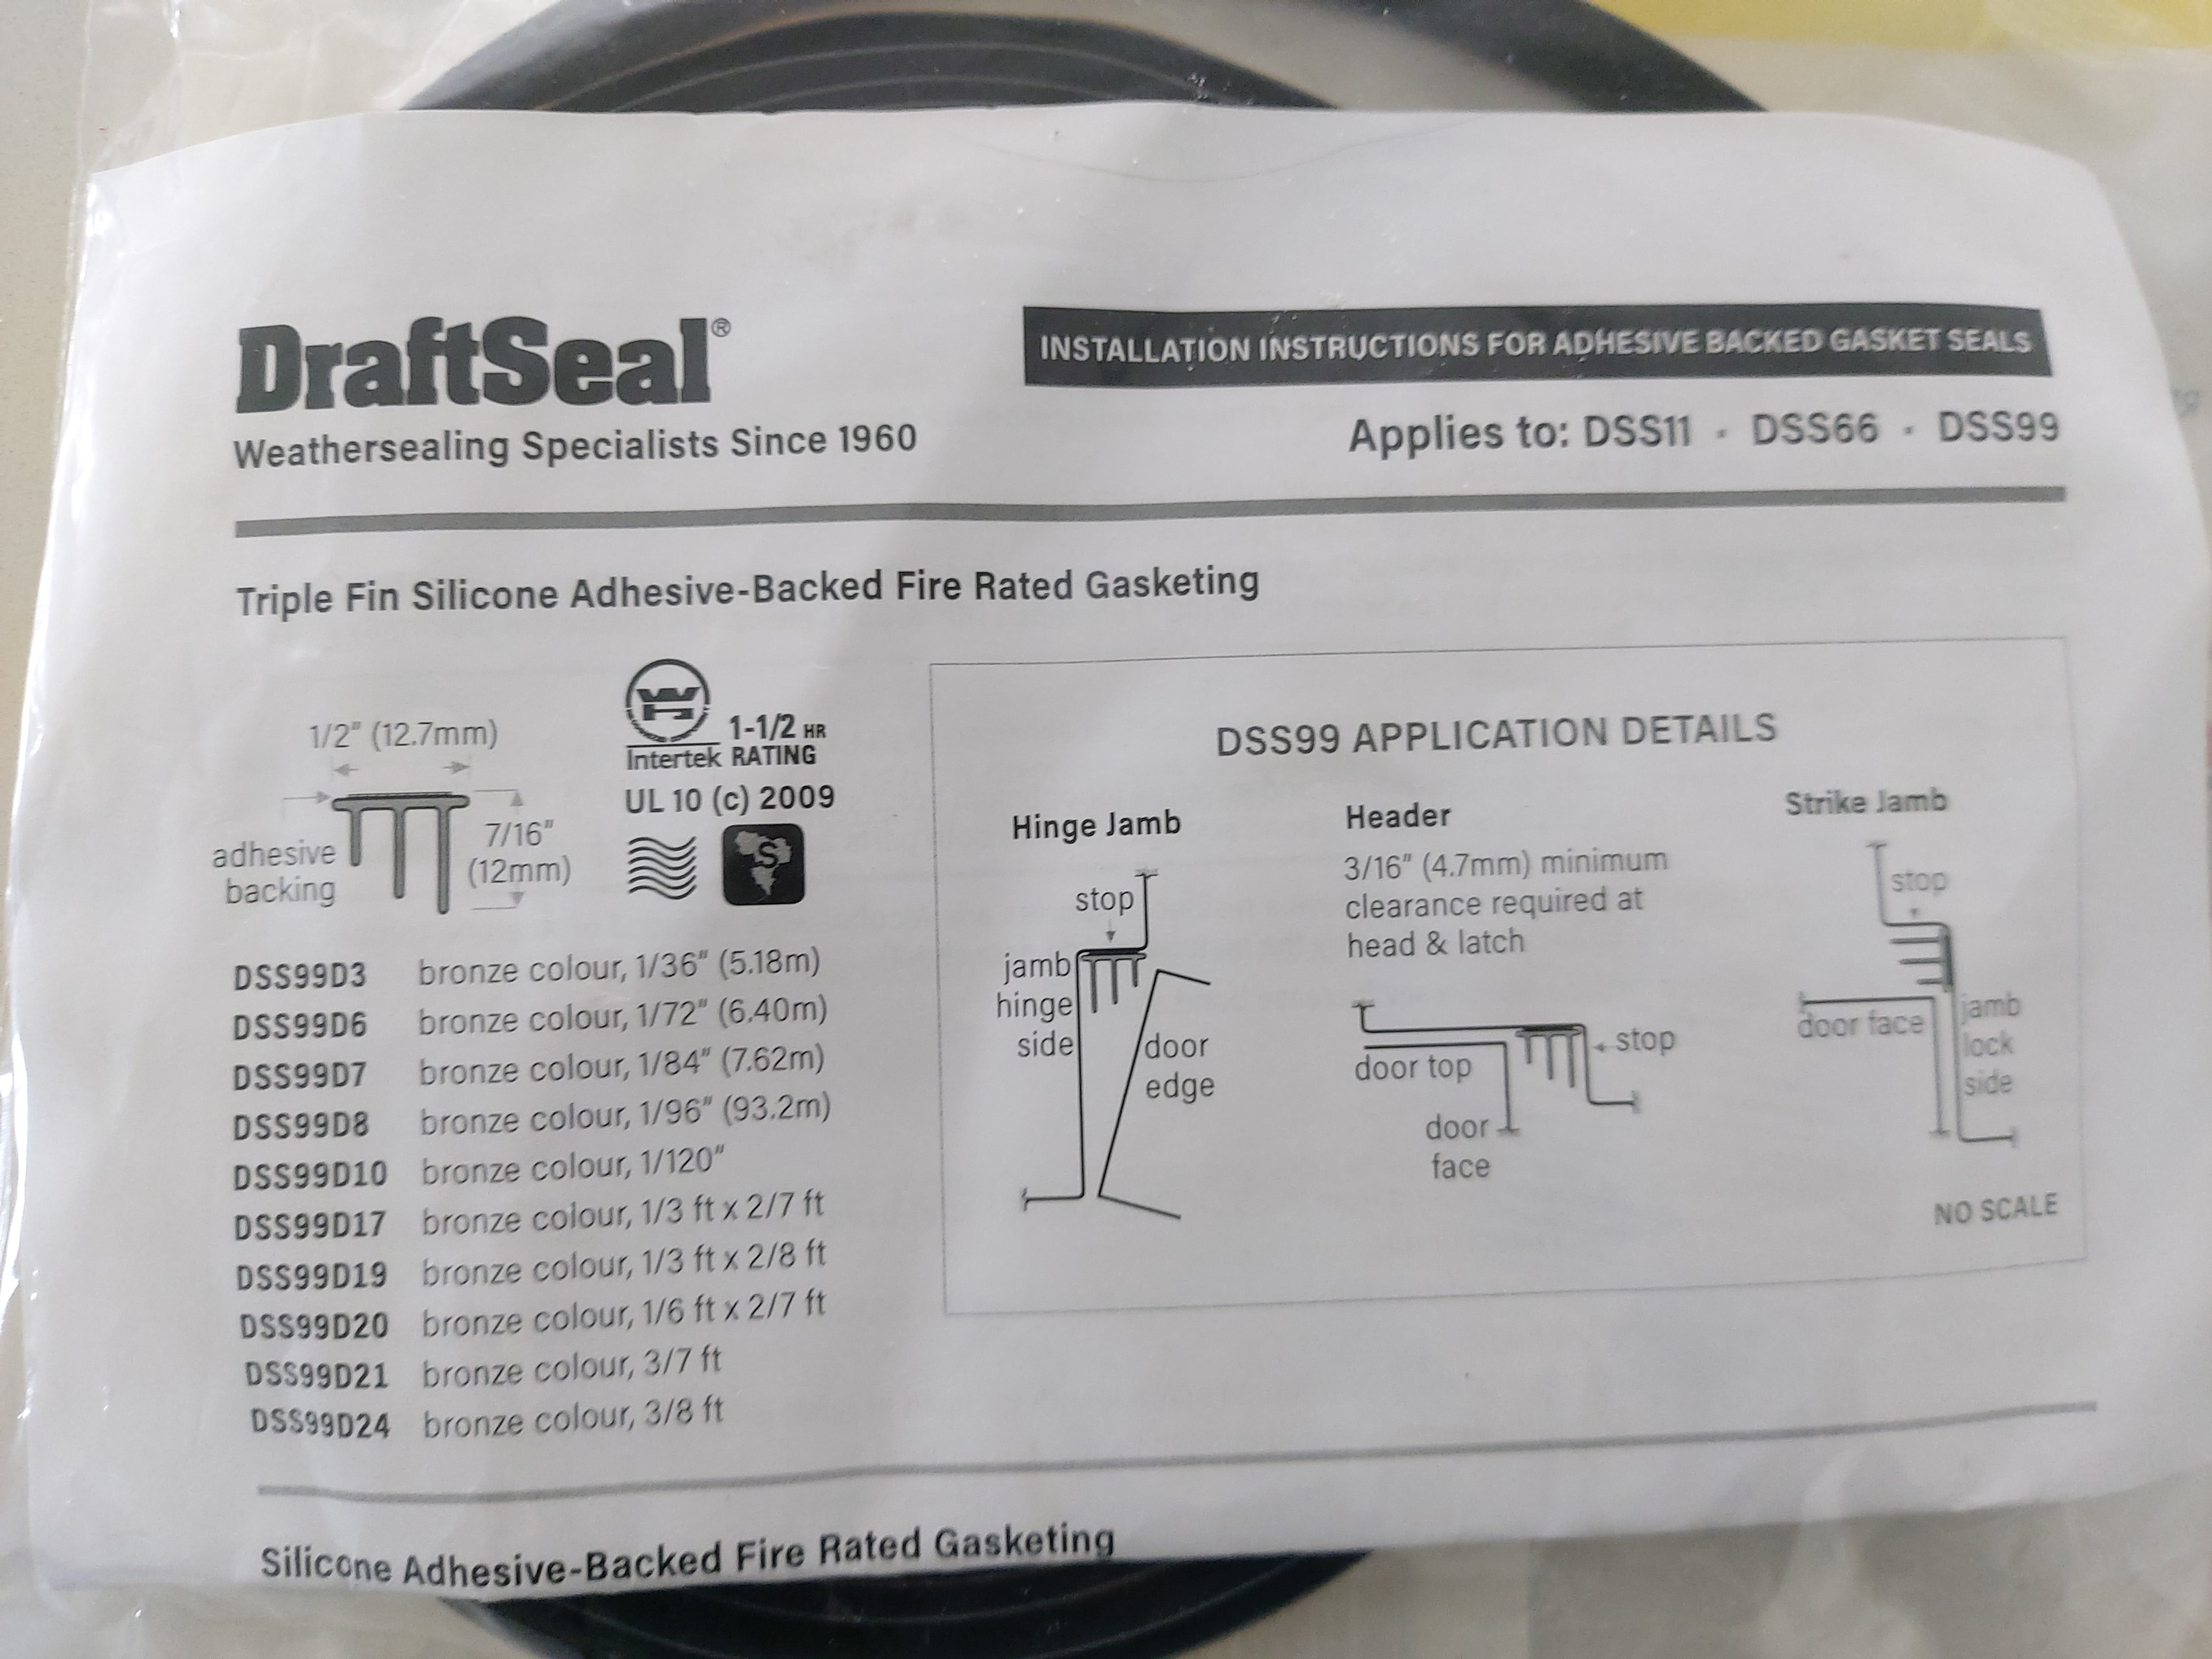 DraftSeal®
Weathersealing Specialists Since 1960
INSTALLATION INSTRUCTIONS FOR ADHESIVE BACKED GASKET SEALS
Applies to: DSS11 · DSS66 · DSS99
Triple Fin Silicone Adhesive-Backed Fire Rated Gasketing
1/2" (12.7mm)
adhesive
backing
7/16"
(12mm)
1-1/2 HR
Intertek RATING
UL 10 (c) 2009
S
DSS99D3 bronze colour, 1/36" (5.18m)
DSS99D6 bronze colour, 1/72" (6.40m)
DSS99D7 bronze colour, 1/84" (7.62m)
DSS99D8 bronze colour, 1/96" (93.2m)
DSS99D10 bronze colour, 1/120"
DSS99D17 bronze colour, 1/3 ft x 2/7 ft
DSS99D19 bronze colour, 1/3 ft x 2/8 ft
DSS99D20 bronze colour, 1/6 ft x 2/7 ft
DSS99D21 bronze colour, 3/7 ft
DSS99D24 bronze colour, 3/8 ft
DSS99 APPLICATION DETAILS
Hinge Jamb
stop
jamb
hinge
side
door
edge
Header
3/16" (4.7mm) minimum
clearance required at
head & latch
door top
stop
door
face
Strike Jamb
stop
door face
jamb
lock
side
NO SCALE
Silicone Adhesive-Backed Fire Rated Gasketing